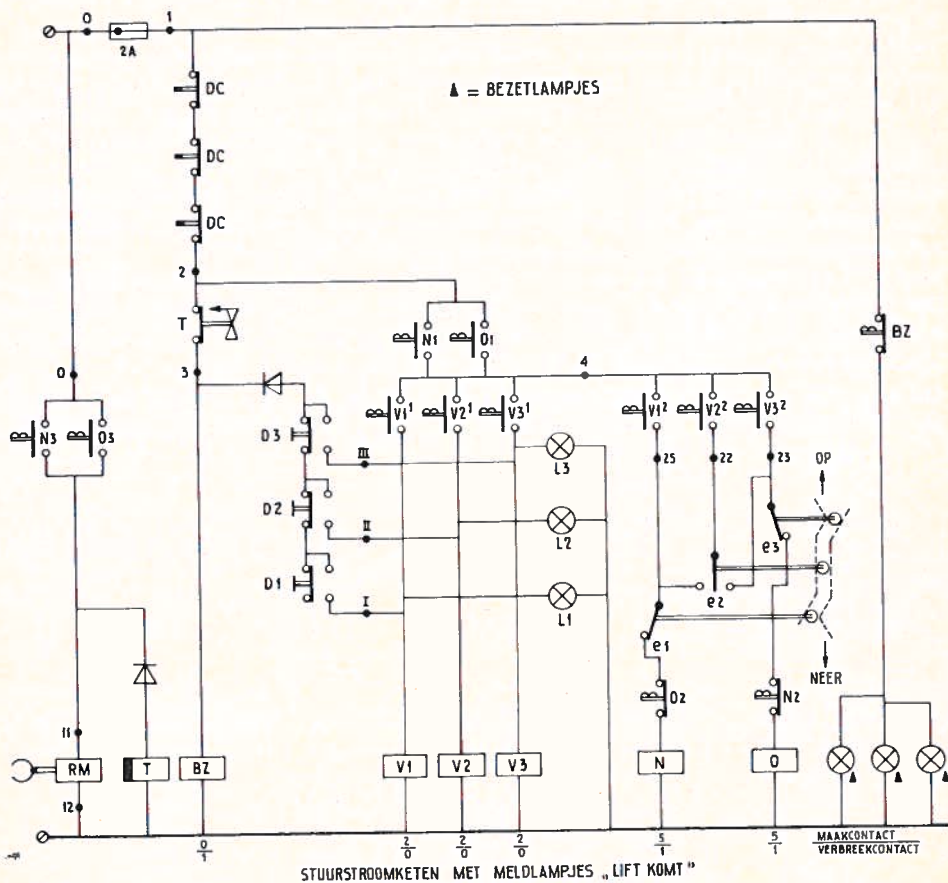 0 1
2A
DC
▲ = BEZETLAMPJES
DC
DC
2
T N1 O1 BZ
3 0 4
N3 O3 V1¹ V2¹ V3¹ V1² V2² V3²
D3 III L3 25 22 23 OP
D2 II L2 e3
D1 I L1 e2
e1
NEER
O2 N2
11
RM T BZ V1 V2 V3 N O
12
0/1 2/0 2/0 2/0 5/1 5/1 MAAKCONTACT
VERBREEKCONTACT
STUURSTROOMKETEN MET MELDLAMPJES „LIFT KOMT"